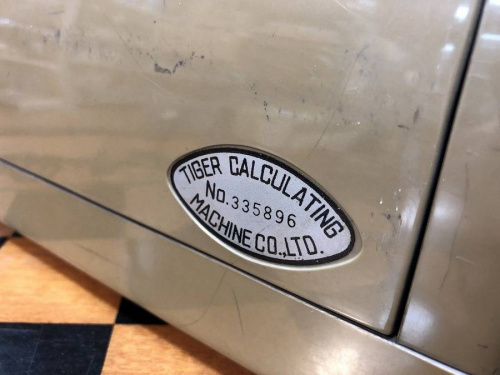 TIGER CALCULATING
No.335896
MACHINE CO.,LTD.